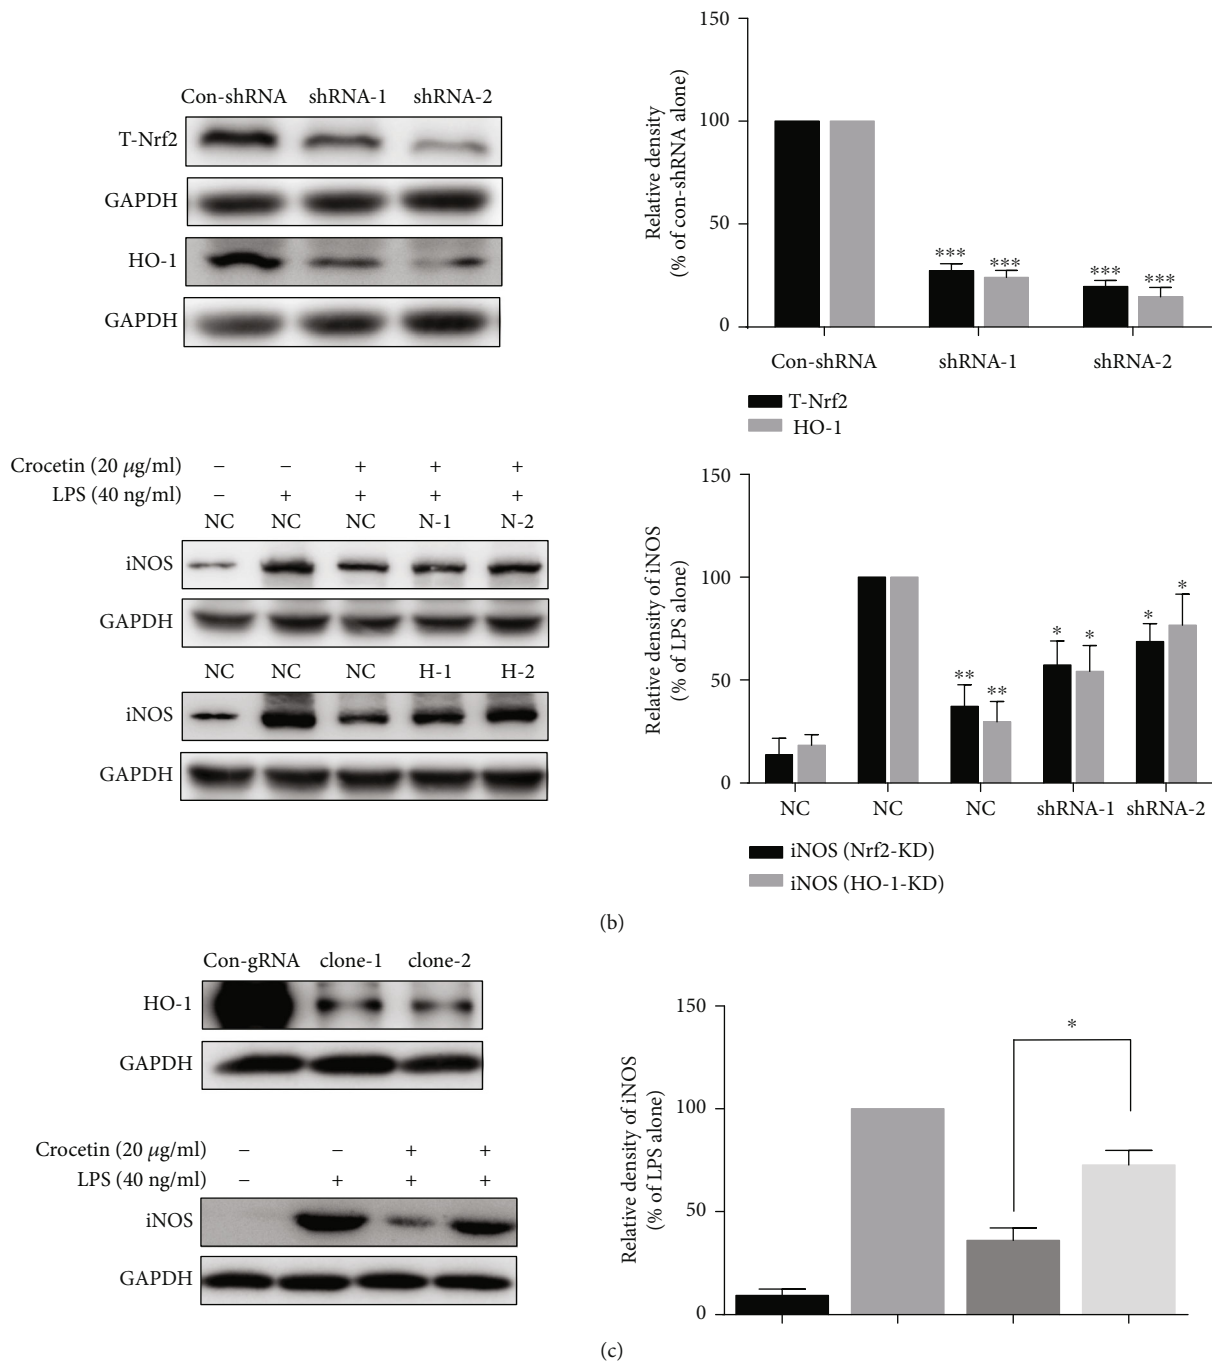 Con-shRNA shRNA-1 shRNA-2
T-Nrf2
GAPDH
HO-1
GAPDH
150
100
50
0
Relative density
(% of con-shRNA alone)
*** ***
*** ***
Con-shRNA shRNA-1 shRNA-2
T-Nrf2
HO-1
Crocetin (20 μg/ml) − − + + +
LPS (40 ng/ml) − + + + +
NC NC NC N-1 N-2
iNOS
GAPDH
NC NC NC H-1 H-2
iNOS
GAPDH
150
100
50
0
Relative density of iNOS
(% of LPS alone)
** **
* *
* *
NC NC NC shRNA-1 shRNA-2
iNOS (Nrf2-KD)
iNOS (HO-1-KD)
(b)
Con-gRNA clone-1 clone-2
HO-1
GAPDH
Crocetin (20 μg/ml) − − + +
LPS (40 ng/ml) − + + +
iNOS
GAPDH
150
100
50
0
Relative density of iNOS
(% of LPS alone)
*
(c)